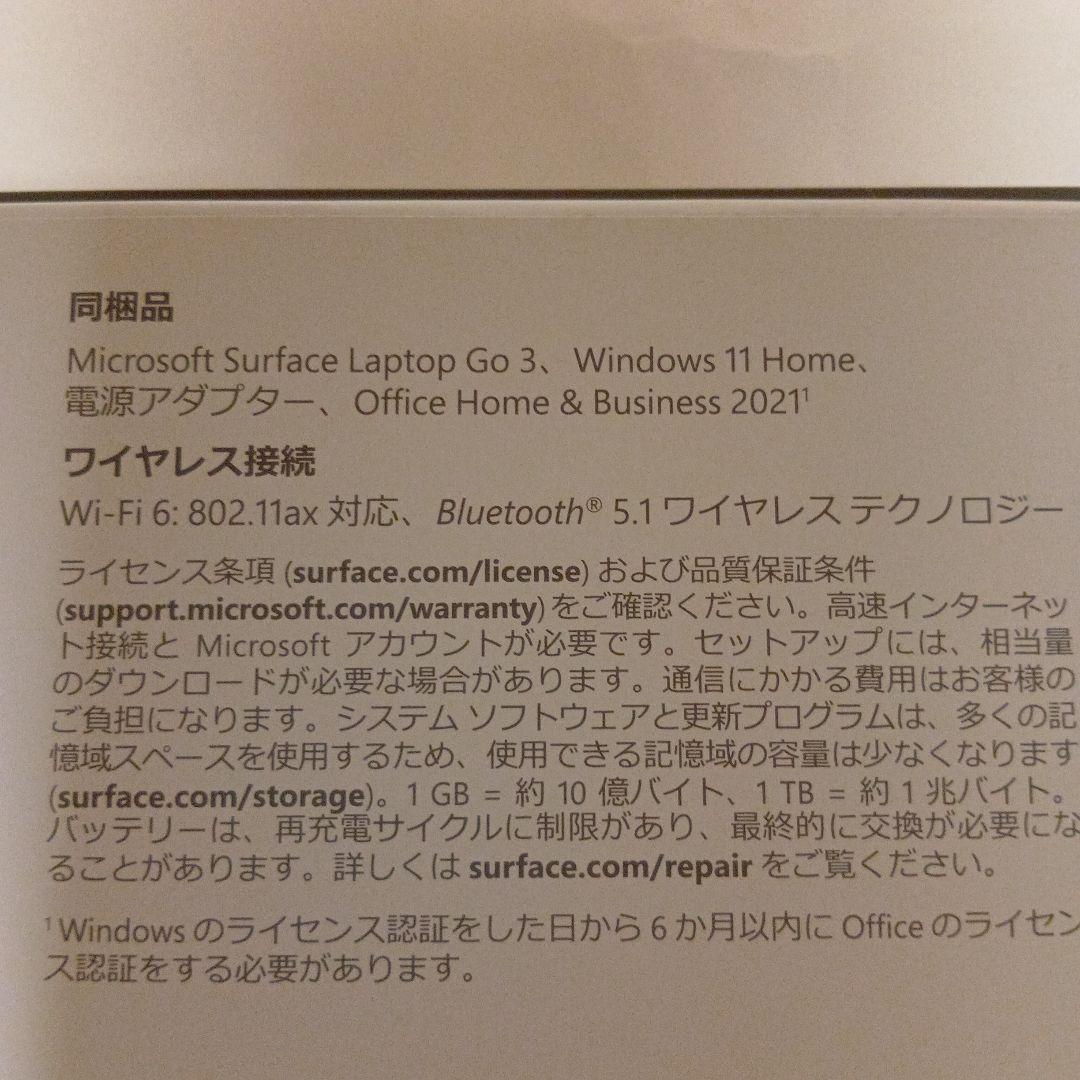 同梱品
Microsoft Surface Laptop Go 3、Windows 11 Home、
電源アダプター、Office Home & Business 2021¹
ワイヤレス接続
Wi-Fi 6: 802.11ax 対応、Bluetooth® 5.1 ワイヤレス テクノロジー
ライセンス条項 (surface.com/license) および品質保証条件
(support.microsoft.com/warranty) をご確認ください。高速インターネッ
ト接続と Microsoft アカウントが必要です。セットアップには、相当量
のダウンロードが必要な場合があります。通信にかかる費用はお客様の
ご負担になります。システム ソフトウェアと更新プログラムは、多くの記
憶域スペースを使用するため、使用できる記憶域の容量は少なくなります
(surface.com/storage)。1 GB = 約 10 億バイト、1 TB = 約 1 兆バイト。
バッテリーは、再充電サイクルに制限があり、最終的に交換が必要にな
ることがあります。詳しくは surface.com/repair をご覧ください。
¹ Windows のライセンス認証をした日から 6 か月以内に Office のライセン
ス認証をする必要があります。